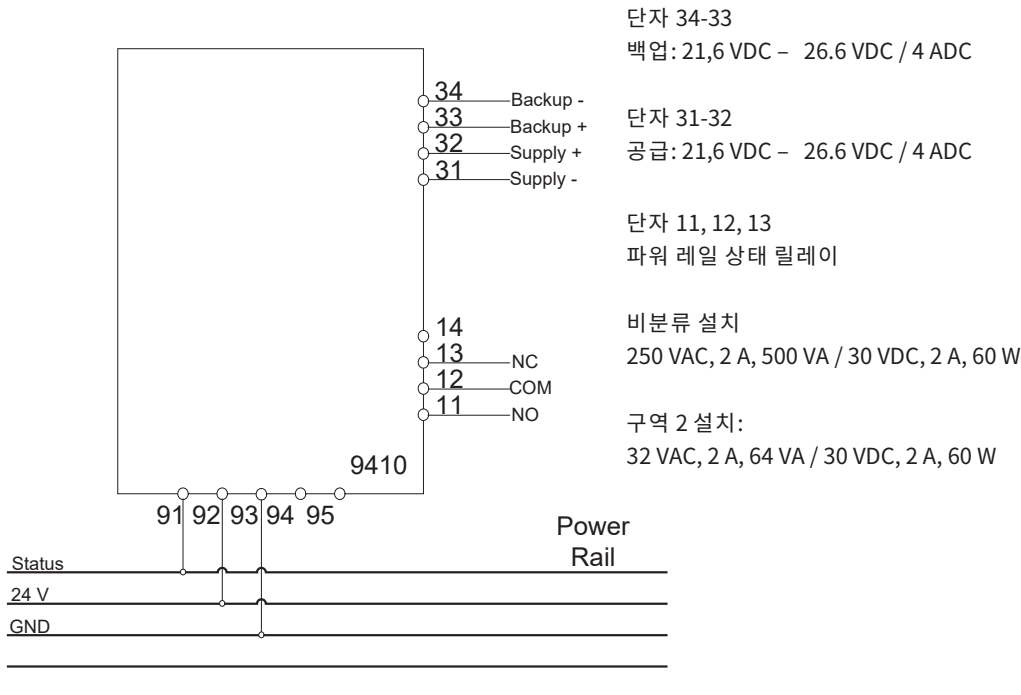 단자 34-33
백업: 21,6 VDC – 26.6 VDC / 4 ADC
단자 31-32
공급: 21,6 VDC – 26.6 VDC / 4 ADC
단자 11, 12, 13
파워 레일 상태 릴레이
비분류 설치
250 VAC, 2 A, 500 VA / 30 VDC, 2 A, 60 W
구역 2 설치:
32 VAC, 2 A, 64 VA / 30 VDC, 2 A, 60 W
34 Backup -
33 Backup +
32 Supply +
31 Supply -
14
13 NC
12 COM
11 NO
9410
91 92 93 94 95
Power
Rail
Status
24 V
GND